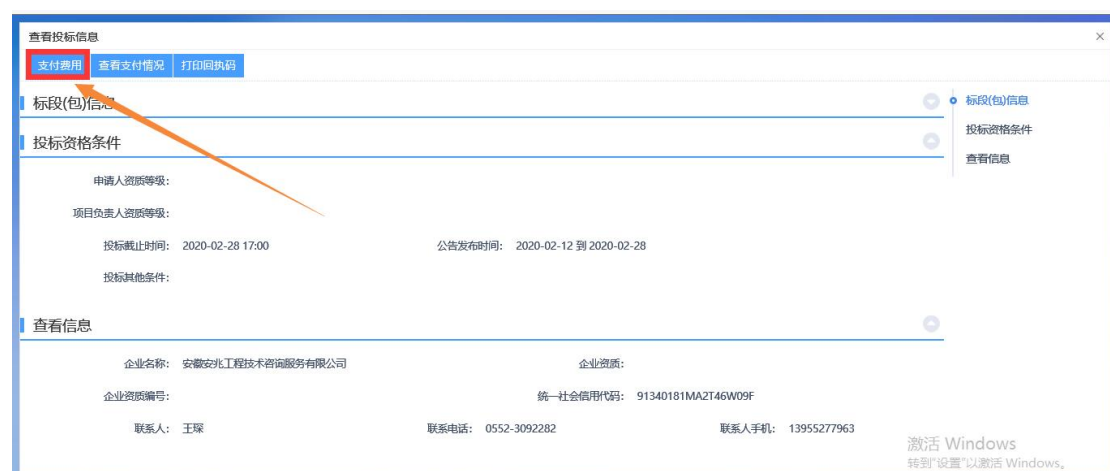 查看投标信息
支付费用 查看支付情况 打印回执码
标段(包)信息
投标资格条件
申请人资质等级:
项目负责人资质等级:
投标截止时间: 2020-02-28 17:00 公告发布时间: 2020-02-12 到 2020-02-28
投标其他条件:
查看信息
企业名称: 安徽安兆工程技术咨询服务有限公司 企业资质:
企业资质编号: 统一社会信用代码: 91340181MA2T46W09F
联系人: 王琛 联系电话: 0552-3092282 联系人手机: 13955277963
标段(包)信息
投标资格条件
查看信息
激活 Windows
转到"设置"以激活 Windows。